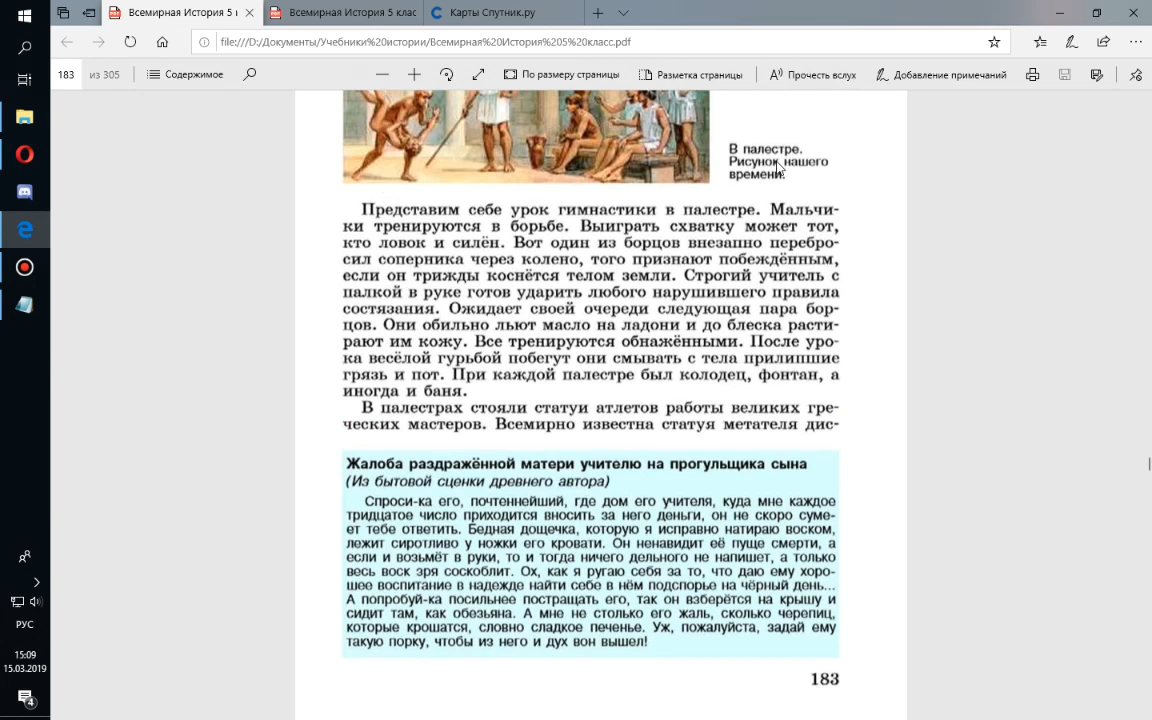 Всемирная История 5 к
Всемирная История 5 клас
Карты Спутник.ру
file:///D:/Документы/Учебники%20истории/Всемирная%20История%205%20класс.pdf
183 из 305 Содержимое По размеру страницы Разметка страницы Прочесть вслух Добавление примечаний
В палестре.
Рисунок нашего
времени.
Представим себе урок гимнастики в палестре. Мальчи-
ки тренируются в борьбе. Выиграть схватку может тот,
кто ловок и силён. Вот один из борцов внезапно перебро-
сил соперника через колено, того признают побеждённым,
если он трижды коснётся телом земли. Строгий учитель с
палкой в руке готов ударить любого нарушившего правила
состязания. Ожидает своей очереди следующая пара бор-
цов. Они обильно льют масло на ладони и до блеска расти-
рают им кожу. Все тренируются обнажёнными. После уро-
ка весёлой гурьбой побегут они смывать с тела прилипшие
грязь и пот. При каждой палестре был колодец, фонтан, а
иногда и баня.
В палестрах стояли статуи атлетов работы великих гре-
ческих мастеров. Всемирно известна статуя метателя дис-
Жалоба раздражённой матери учителю на прогульщика сына
(Из бытовой сценки древнего автора)
Спроси-ка его, почтеннейший, где дом его учителя, куда мне каждое
тридцатое число приходится вносить за него деньги, он не скоро суме-
ет тебе ответить. Бедная дощечка, которую я исправно натираю воском,
лежит сиротливо у ножки его кровати. Он ненавидит её пуще смерти, а
если и возьмёт в руки, то и тогда ничего дельного не напишет, а только
весь воск зря соскоблит. Ох, как я ругаю себя за то, что даю ему хоро-
шее воспитание в надежде найти себе в нём подспорье на чёрный день...
А попробуй-ка посильнее постращать его, так он взберётся на крышу и
сидит там, как обезьяна. А мне не столько его жаль, сколько черепиц,
которые крошатся, словно сладкое печенье. Уж, пожалуйста, задай ему
такую порку, чтобы из него и дух вон вышел!
183
РУС
15:09
15.03.2019
4